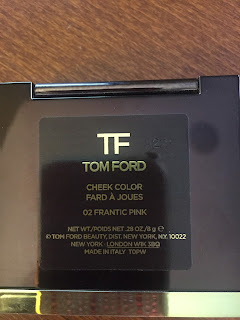 TF
TOM FORD
CHEEK COLOR
FARD À JOUES
02 FRANTIC PINK
NET WT./POIDS NET .28 OZ./8 g ℮
© TOM FORD BEAUTY, DIST. NEW YORK, N.Y. 10022
NEW YORK· LONDON W1K 3BQ
MADE IN ITALY TOPW